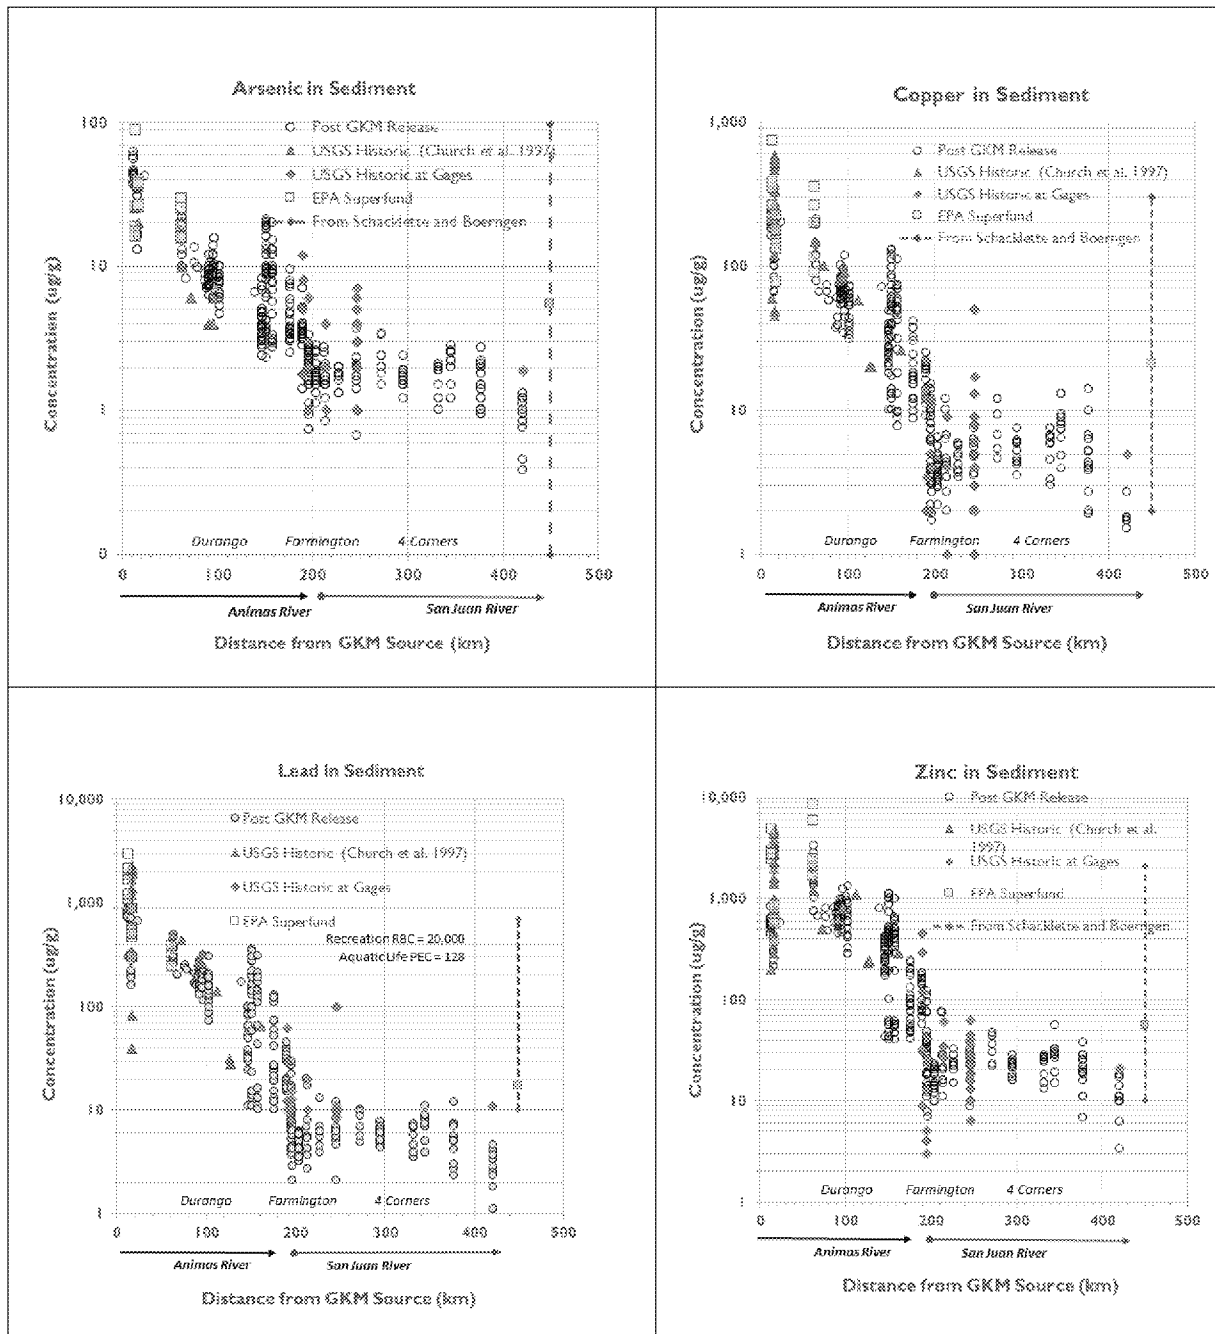 Arsenic in Sediment
100
10
1
0
Concentration (ug/g)
Post GKM Release
USGS Historic (Church et al. 1997)
USGS Historic at Gages
EPA Superfund
From Schacklette and Boerngen
Durango Farmington 4 Corners
0 100 200 300 400 500
Animas River San Juan River
Distance from GKM Source (km)
Copper in Sediment
1,000
100
10
1
Concentration (ug/g)
Post GKM Release
USGS Historic (Church et al. 1997)
USGS Historic at Gages
EPA Superfund
From Schacklette and Boerngen
Durango Farmington 4 Corners
0 100 200 300 400 500
Animas River San Juan River
Distance from GKM Source (km)
Lead in Sediment
10,000
1,000
100
10
1
Concentration (ug/g)
Post GKM Release
USGS Historic (Church et al. 1997)
USGS Historic at Gages
EPA Superfund
Recreation RBC = 20,000
Aquatic Life PEC = 128
Durango Farmington 4 Corners
0 100 200 300 400 500
Animas River San Juan River
Distance from GKM Source (km)
Zinc in Sediment
10,000
1,000
100
10
1
Concentration (ug/g)
Post GKM Release
USGS Historic (Church et al.
1997)
USGS Historic at Gages
EPA Superfund
From Schacklette and Boerngen
Durango Farmington 4 Corners
0 100 200 300 400 500
Animas River San Juan River
Distance from GKM Source (km)